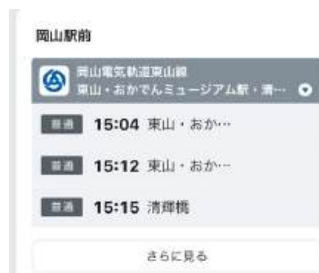 岡山駅前
岡山電気軌道東山線
東山・おかでんミュージアム駅・清…
普通 15:04 東山・おか…
普通 15:12 東山・おか…
普通 15:15 清輝橋
さらに見る